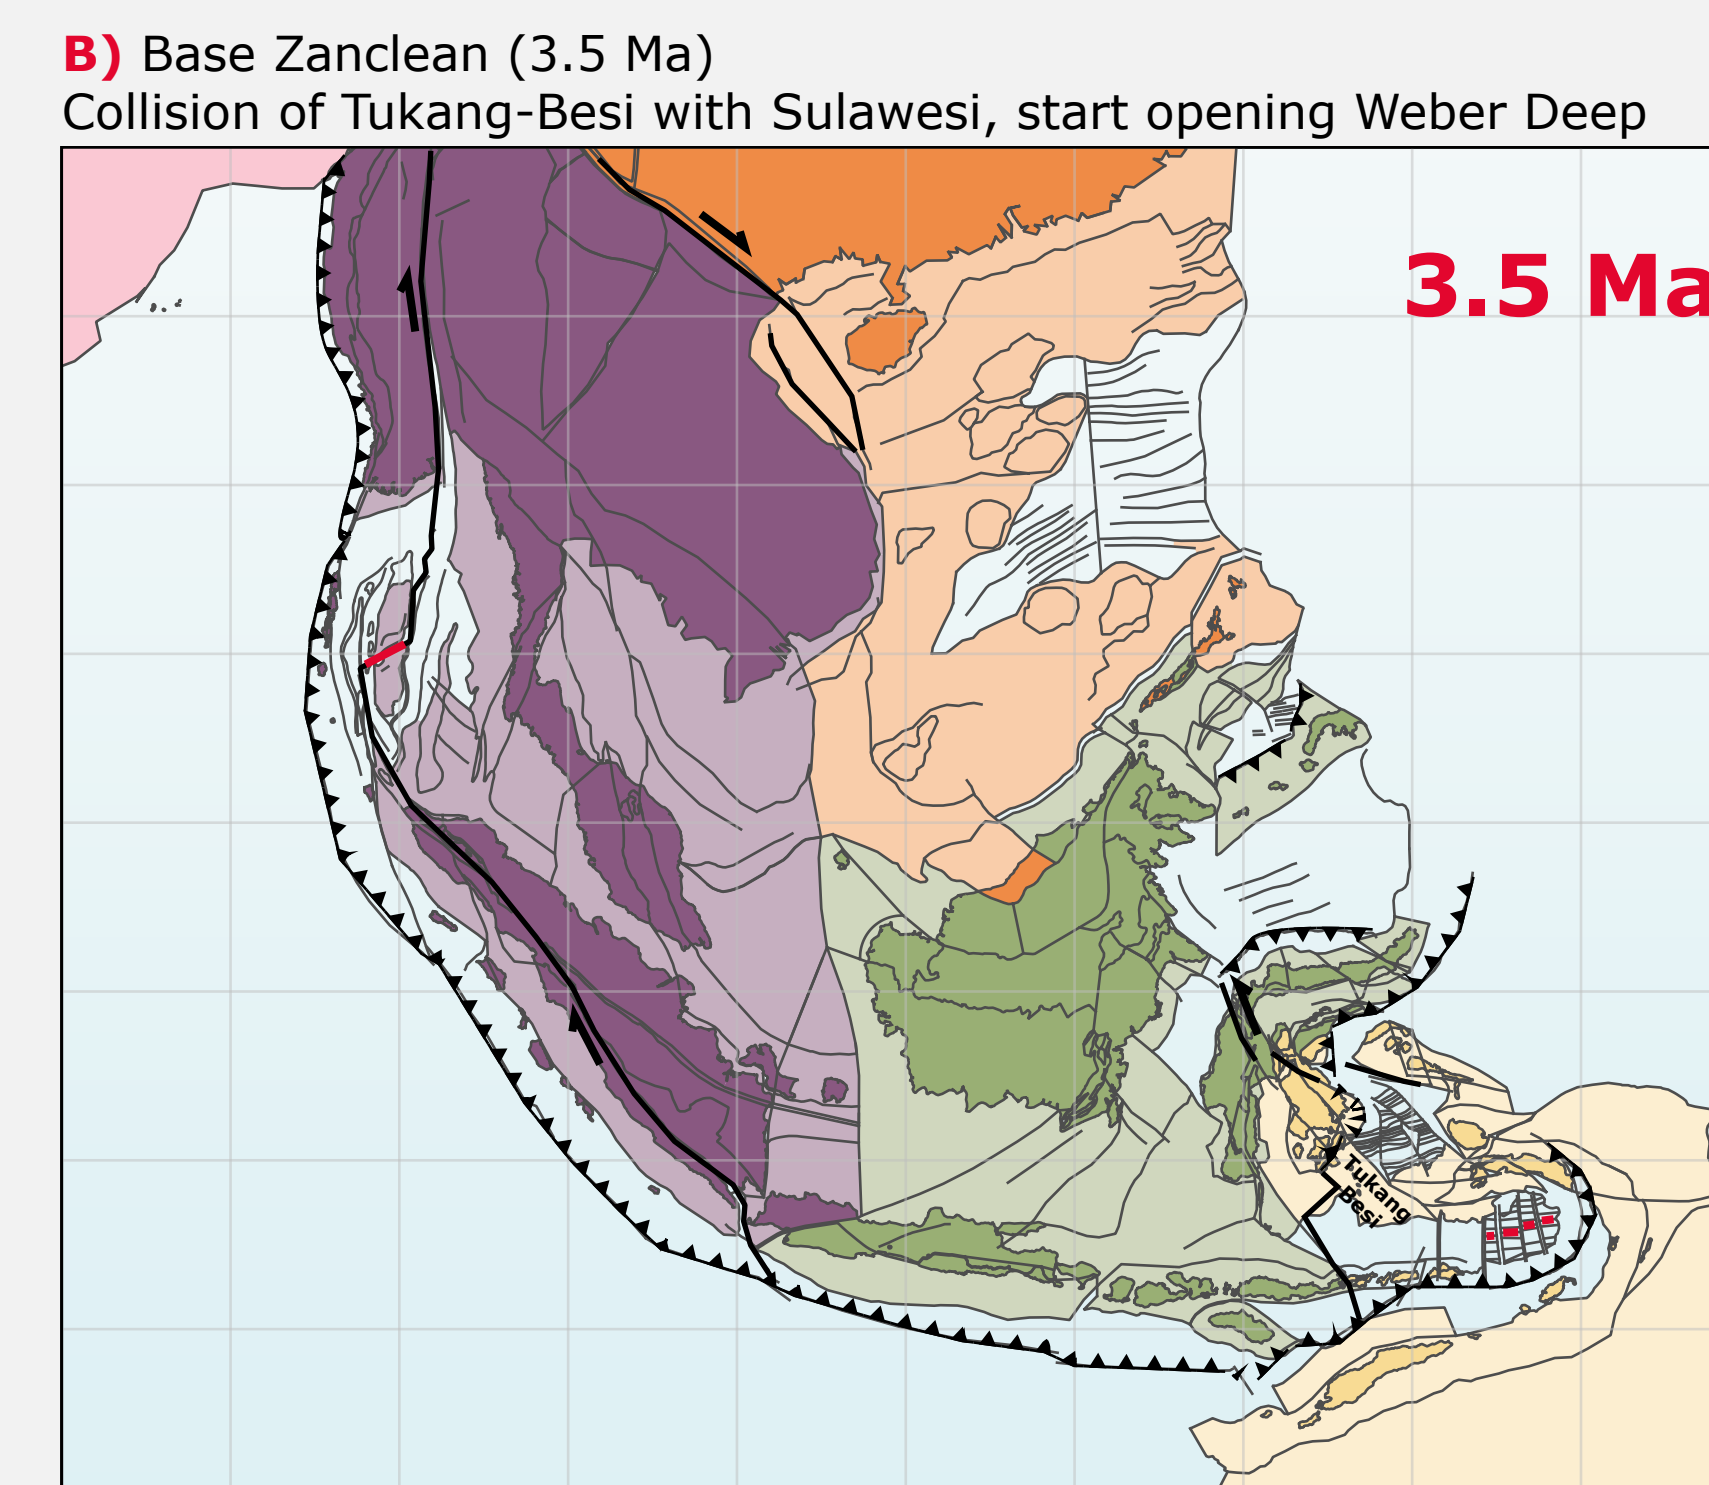 B) Base Zanclean (3.5 Ma)
Collision of Tukang-Besi with Sulawesi, start opening Weber Deep
3.5 Ma
Tukang
Besi